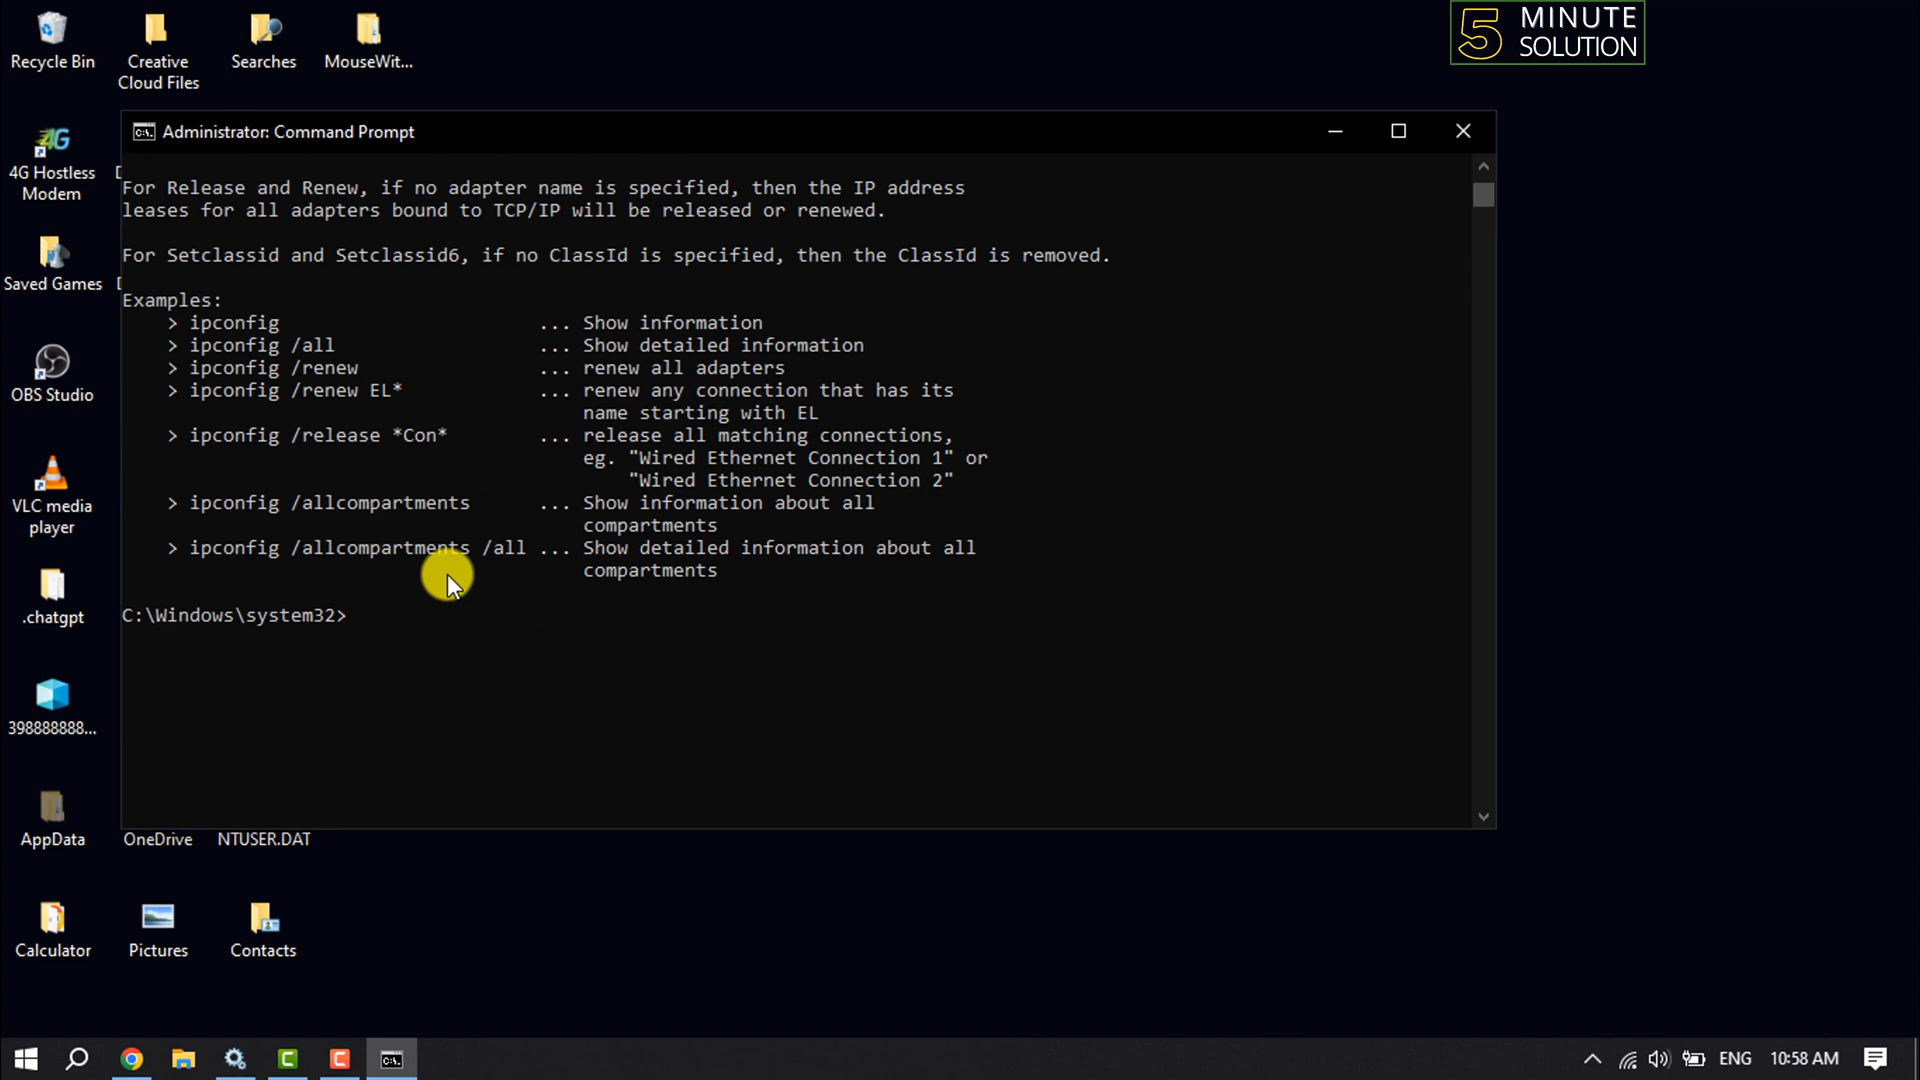 5 MINUTE
SOLUTION
Recycle Bin
Creative
Cloud Files
Searches
MouseWit...
4G
4G Hostless
Modem
Saved Games
OBS Studio
VLC media
player
.chatgpt
398888888...
AppData
OneDrive
NTUSER.DAT
Calculator
Pictures
Contacts
C:\.
Administrator: Command Prompt
For Release and Renew, if no adapter name is specified, then the IP address
leases for all adapters bound to TCP/IP will be released or renewed.
For Setclassid and Setclassid6, if no ClassId is specified, then the ClassId is removed.
Examples:
> ipconfig ... Show information
> ipconfig /all ... Show detailed information
> ipconfig /renew ... renew all adapters
> ipconfig /renew EL* ... renew any connection that has its
name starting with EL
> ipconfig /release *Con* ... release all matching connections,
eg. "Wired Ethernet Connection 1" or
"Wired Ethernet Connection 2"
> ipconfig /allcompartments ... Show information about all
compartments
> ipconfig /allcompartments /all ... Show detailed information about all
compartments
C:\Windows\system32>
C C C:\.
ENG 10:58 AM